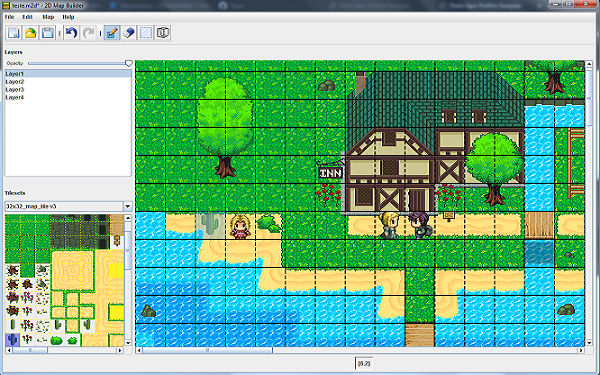 teste.m2d* - 2D Map Builder
File Edit Map Help
Layers
Opacity
Layer1
Layer2
Layer3
Layer4
INN
Tilesets
32x32_map_tile v3
[6,2]